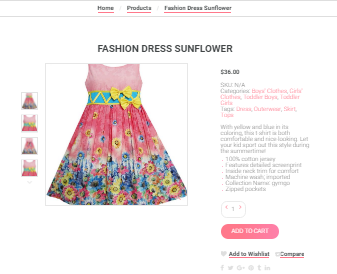 Home / Products / Fashion Dress Sunflower
FASHION DRESS SUNFLOWER
$36.00
SKU: N/A
Categories: Boys' Clothes, Girls'
Clothes, Toddler Boys, Toddler
Girls
Tags: Dress, Outerwear, Skirt,
Tops
With yellow and blue in its
coloring, this t-shirt is both
comfortable and nice looking. Let
your kid sport out this style during
the summertime!
100% cotton jersey
Features detailed screenprint
Inside neck trim for comfort
Machine wash; imported
Collection Name: gymgo
Zipped pockets
< 1 >
ADD TO CART
Add to Wishlist Compare